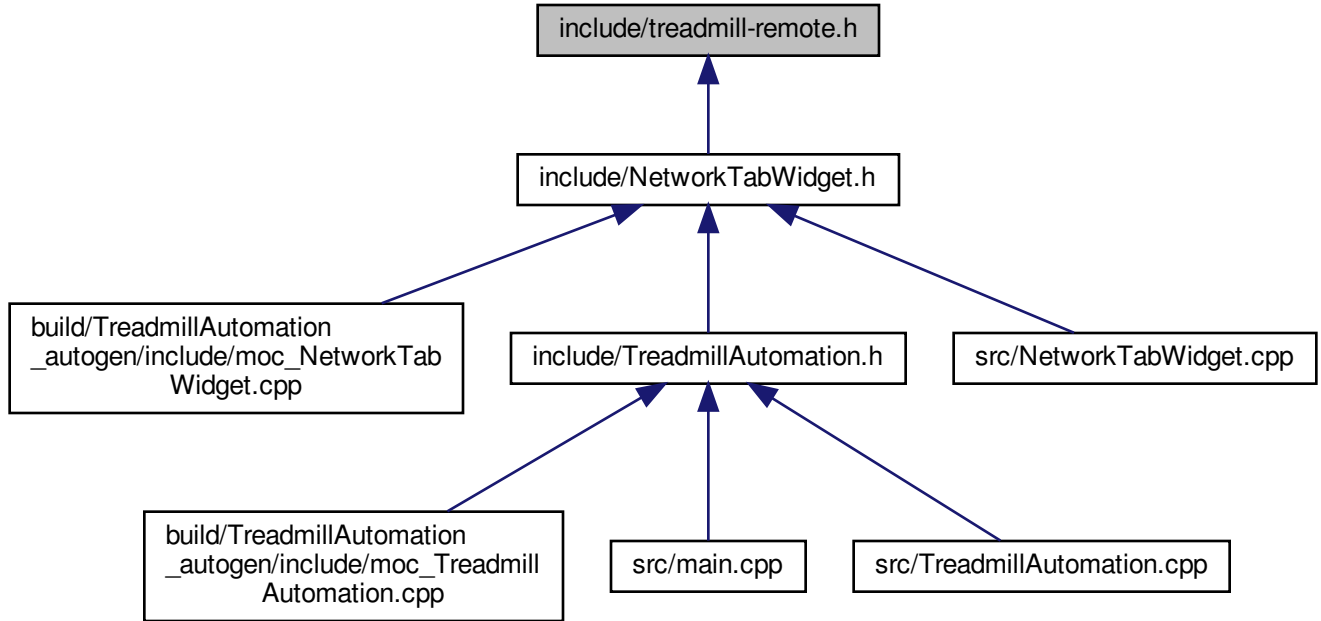 include/treadmill-remote.h
include/NetworkTabWidget.h
build/TreadmillAutomation
_autogen/include/moc_NetworkTab
Widget.cpp
include/TreadmillAutomation.h
src/NetworkTabWidget.cpp
build/TreadmillAutomation
_autogen/include/moc_Treadmill
Automation.cpp
src/main.cpp
src/TreadmillAutomation.cpp